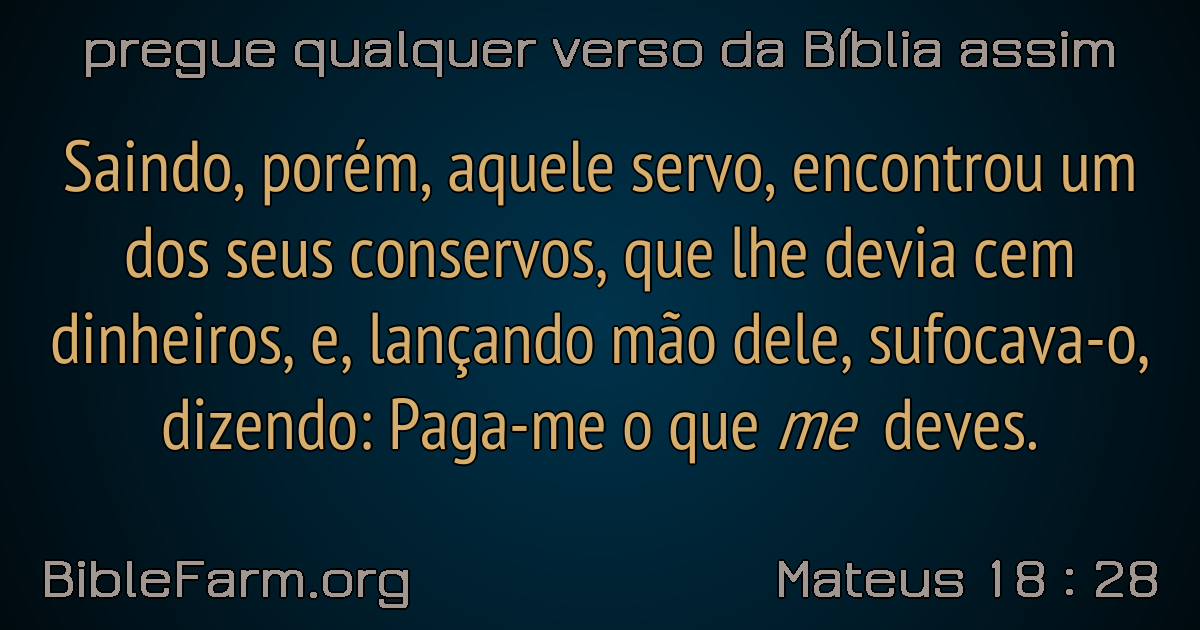 pregue qualquer verso da Bíblia assim
Saindo, porém, aquele servo, encontrou um
dos seus conservos, que lhe devia cem
dinheiros, e, lançando mão dele, sufocava-o,
dizendo: Paga-me o que me deves.
BibleFarm.org
Mateus 18 : 28